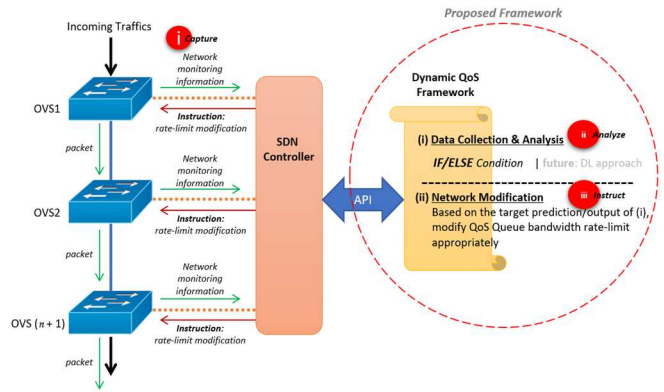 Proposed Framework
Incoming Traffics
i Capture
Network
monitoring
information
OVS1
Instruction:
rate-limit modification
packet
Network
monitoring
information
OVS2
Instruction:
rate-limit modification
packet
Network
monitoring
information
OVS (n + 1)
Instruction:
rate-limit modification
packet
SDN
Controller
API
Dynamic QoS
Framework
(i) Data Collection & Analysis ii Analyze
IF/ELSE Condition | future: DL approach
(ii) Network Modification iii Instruct
Based on the target prediction/output of (i),
modify QoS Queue bandwidth rate-limit
appropriately